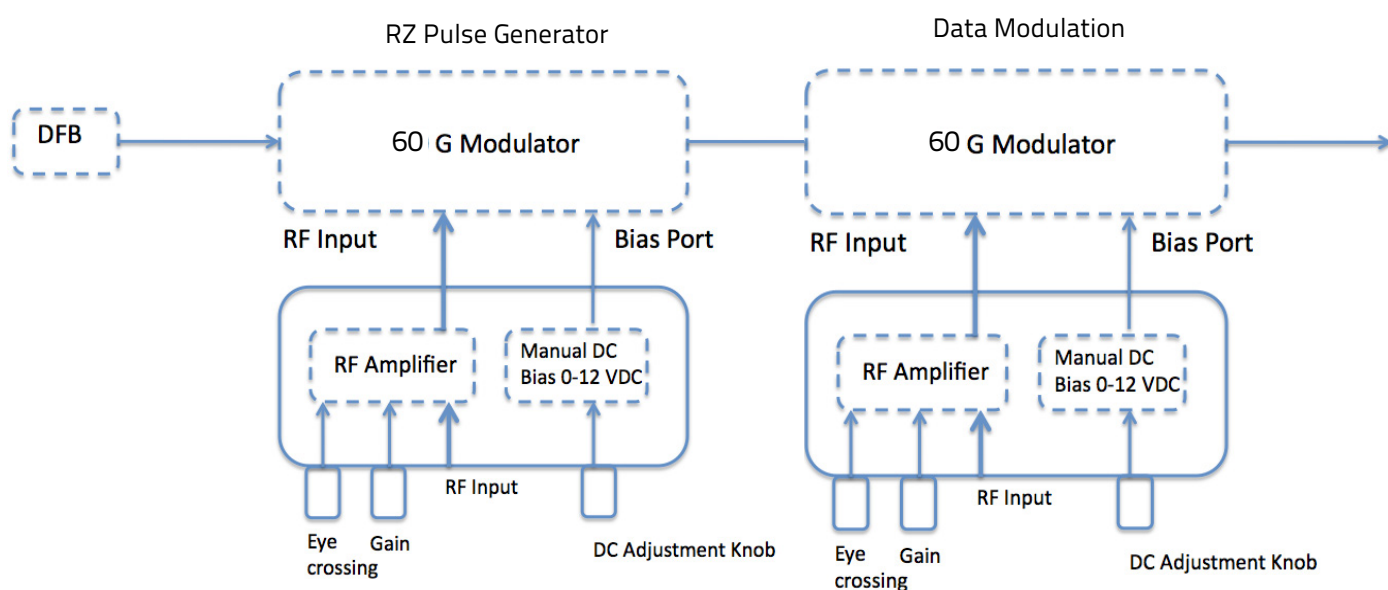 RZ Pulse Generator
Data Modulation
DFB
60 G Modulator
60 G Modulator
RF Input
Bias Port
RF Input
Bias Port
RF Amplifier
Manual DC
Bias 0-12 VDC
RF Amplifier
Manual DC
Bias 0-12 VDC
RF Input
RF Input
Eye
crossing
Gain
DC Adjustment Knob
Eye
crossing
Gain
DC Adjustment Knob